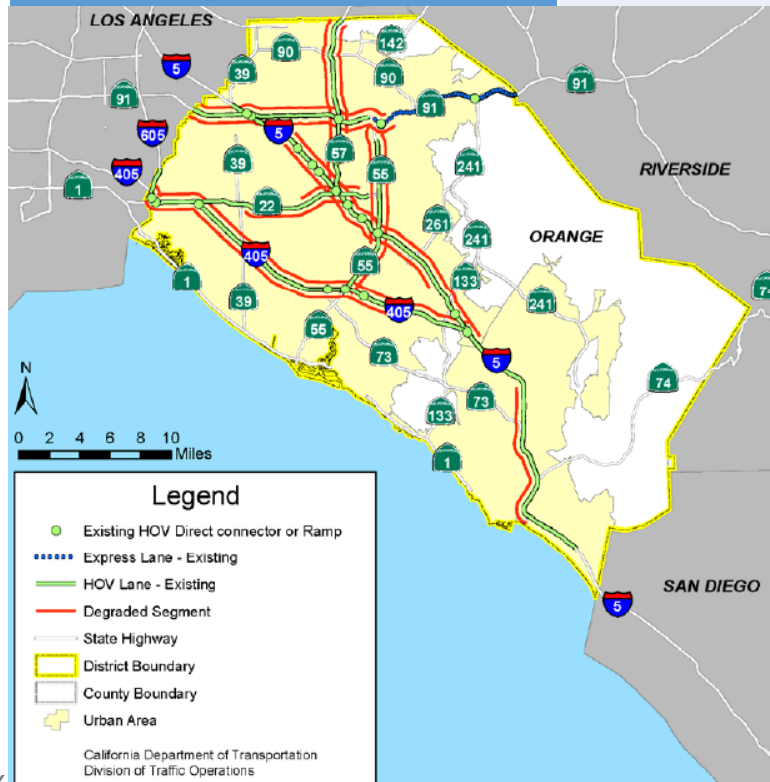 LOS ANGELES
142
5
39
90
90
91
91
91
605
5
57
55
39
241
RIVERSIDE
405
1
22
261
241
ORANGE
405
55
1
39
133
241
405
55
73
5
74
74
N
73
133
0 2 4 6 8 10
Miles
1
Legend
Existing HOV Direct connector or Ramp
Express Lane - Existing
HOV Lane - Existing
Degraded Segment
State Highway
District Boundary
County Boundary
Urban Area
California Department of Transportation
Division of Traffic Operations
SAN DIEGO
5